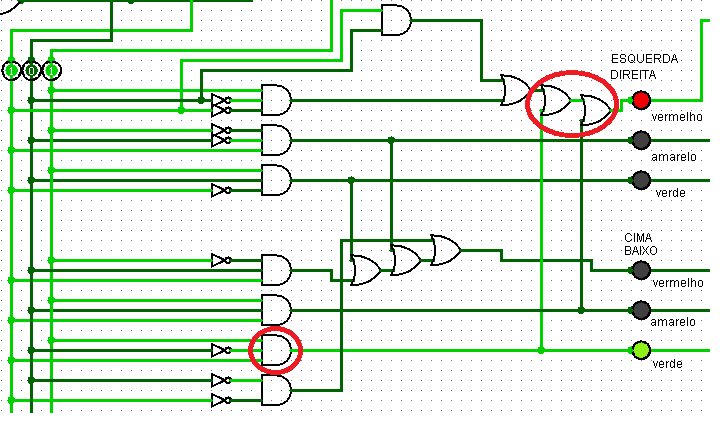 ESQUERDA
DIREITA
vermelho
amarelo
verde
CIMA
BAIXO
vermelho
amarelo
verde